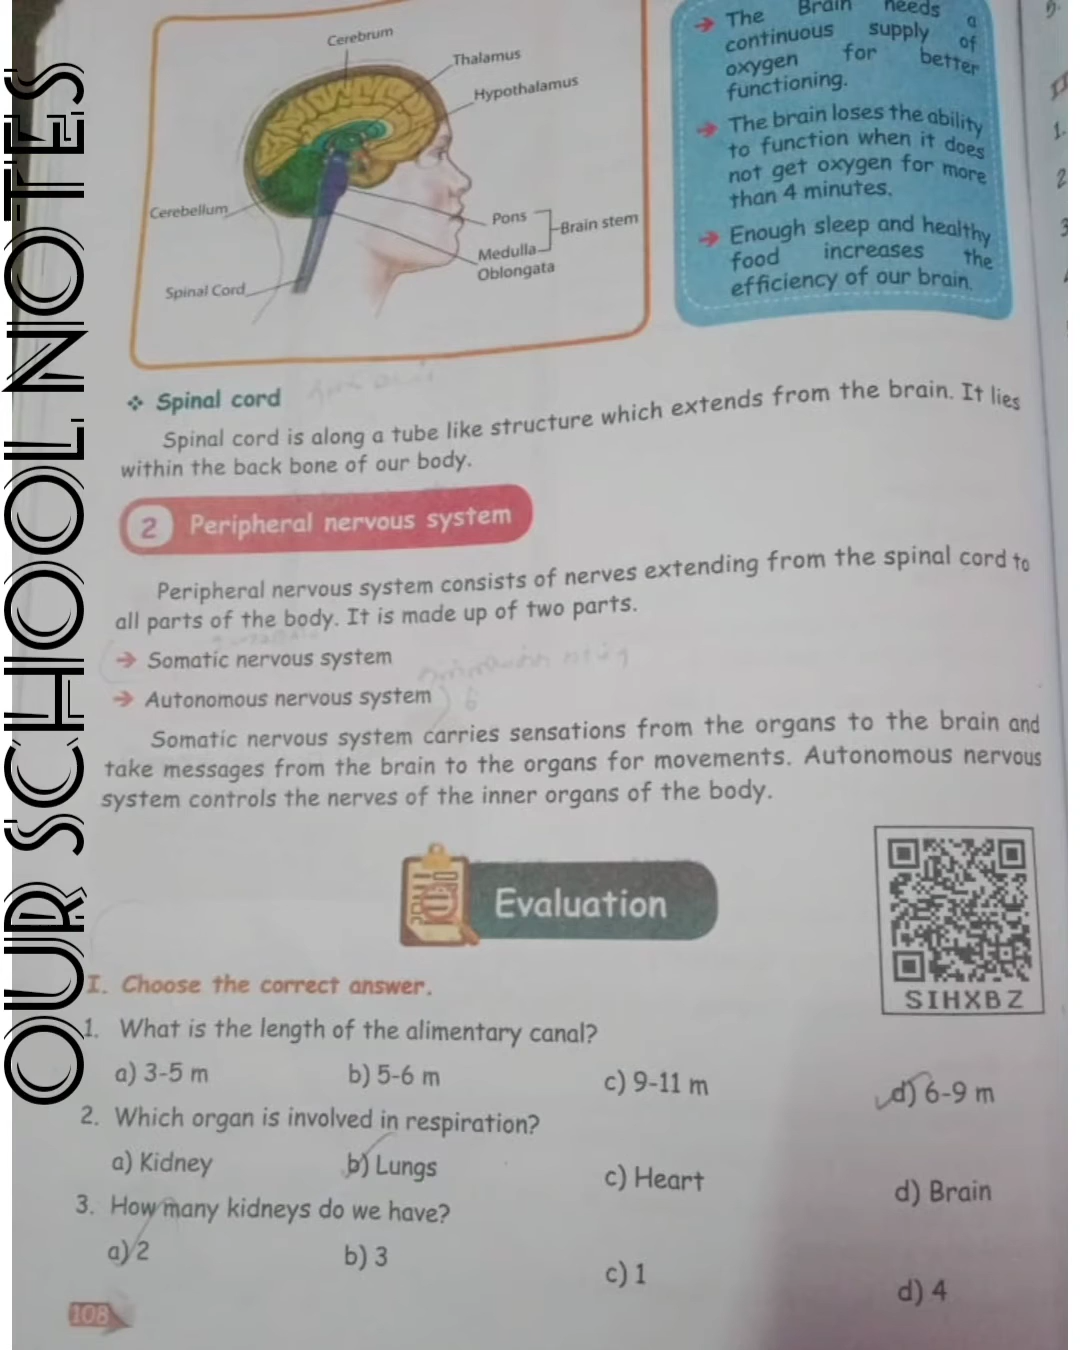 OUR SCHOOL NOTES
Cerebrum
Thalamus
Hypothalamus
Cerebellum
Pons
Brain stem
Medulla
Oblongata
Spinal Cord
The Brain needs a
continuous supply of
oxygen for better
functioning.
The brain loses the ability
to function when it does
not get oxygen for more
than 4 minutes.
Enough sleep and healthy
food increases the
efficiency of our brain.
Spinal cord
Spinal cord is along a tube like structure which extends from the brain. It lies
within the back bone of our body.
2 Peripheral nervous system
Peripheral nervous system consists of nerves extending from the spinal cord to
all parts of the body. It is made up of two parts.
Somatic nervous system
Autonomous nervous system
Somatic nervous system carries sensations from the organs to the brain and
take messages from the brain to the organs for movements. Autonomous nervous
system controls the nerves of the inner organs of the body.
Evaluation
SIHXBZ
I. Choose the correct answer.
1. What is the length of the alimentary canal?
a) 3-5 m b) 5-6 m c) 9-11 m d) 6-9 m
2. Which organ is involved in respiration?
a) Kidney b) Lungs c) Heart d) Brain
3. How many kidneys do we have?
a) 2 b) 3 c) 1 d) 4
108
II
1.
2
3